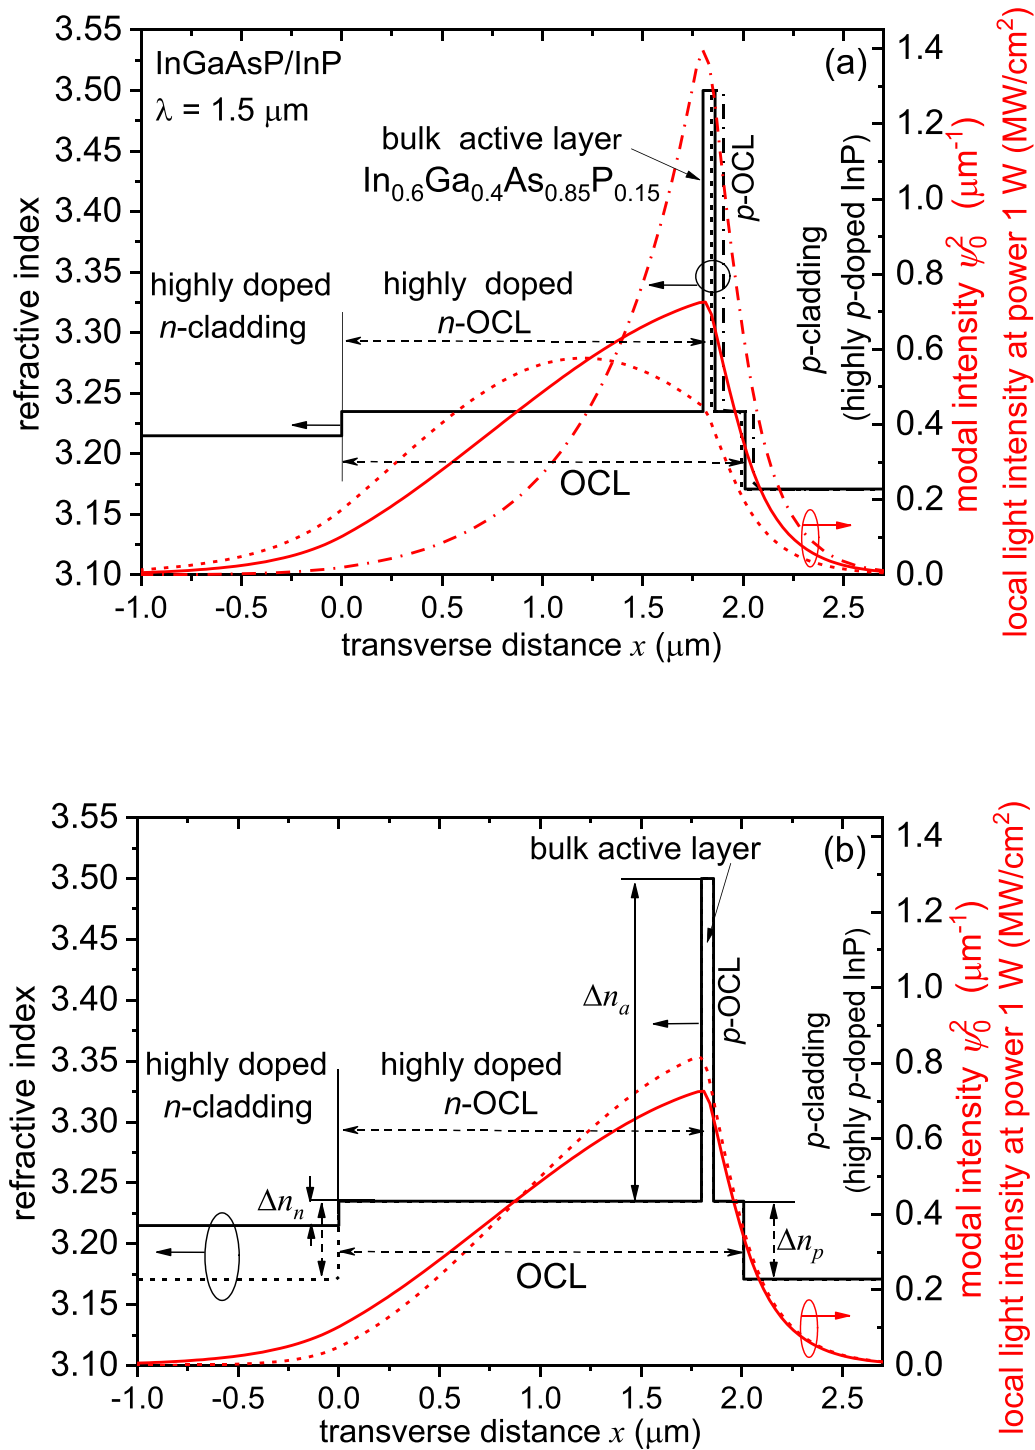 (a)
InGaAsP/InP
λ = 1.5 μm
bulk active layer
In0.6Ga0.4As0.85P0.15
p-OCL
p-cladding
(highly p-doped InP)
highly doped
n-cladding
highly doped
n-OCL
OCL
3.55
3.50
3.45
3.40
3.35
3.30
3.25
3.20
3.15
3.10
refractive index
1.4
1.2
1.0
0.8
0.6
0.4
0.2
0.0
modal intensity ψ₀² (μm⁻¹)
local light intensity at power 1 W (MW/cm²)
-1.0 -0.5 0.0 0.5 1.0 1.5 2.0 2.5
transverse distance x (μm)
(b)
bulk active layer
Δnₐ
p-OCL
p-cladding
(highly p-doped InP)
highly doped
n-cladding
highly doped
n-OCL
Δnₙ
Δnₚ
OCL
3.55
3.50
3.45
3.40
3.35
3.30
3.25
3.20
3.15
3.10
refractive index
1.4
1.2
1.0
0.8
0.6
0.4
0.2
0.0
modal intensity ψ₀² (μm⁻¹)
local light intensity at power 1 W (MW/cm²)
-1.0 -0.5 0.0 0.5 1.0 1.5 2.0 2.5
transverse distance x (μm)